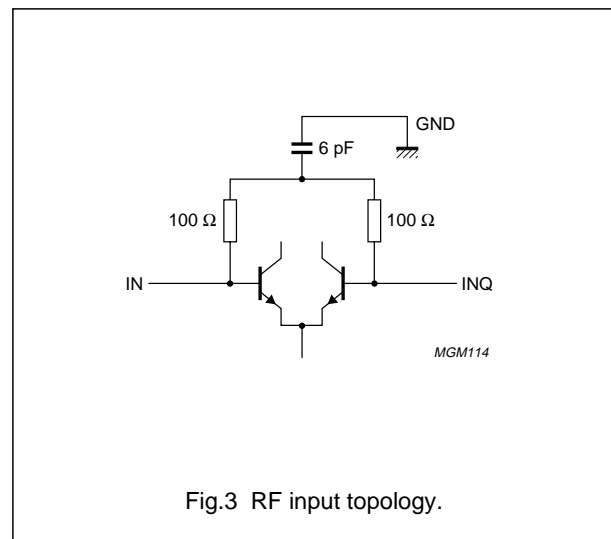 GND
6 pF
100 Ω
100 Ω
IN
INQ
MGM114
Fig.3 RF input topology.